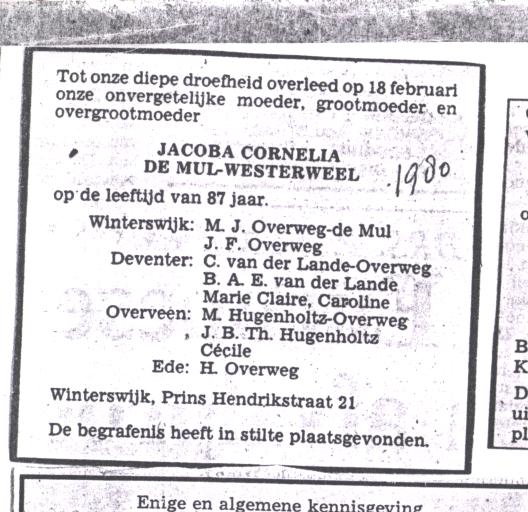 Tot onze diepe droefheid overleed op 18 februari
onze onvergetelijke moeder, grootmoeder en
overgrootmoeder
JACOBA CORNELIA
DE MUL-WESTERWEEL
1980
op de leeftijd van 87 jaar.
Winterswijk: M. J. Overweg-de Mul
J. F. Overweg
Deventer: C. van der Lande-Overweg
B. A. E. van der Lande
Marie Claire, Caroline
Overveen: M. Hugenholtz-Overweg
J. B. Th. Hugenholtz
Cécile
Ede: H. Overweg
Winterswijk, Prins Hendrikstraat 21
De begrafenis heeft in stilte plaatsgevonden.
Enige en algemene kennisgeving
B
K
D
ui
pl